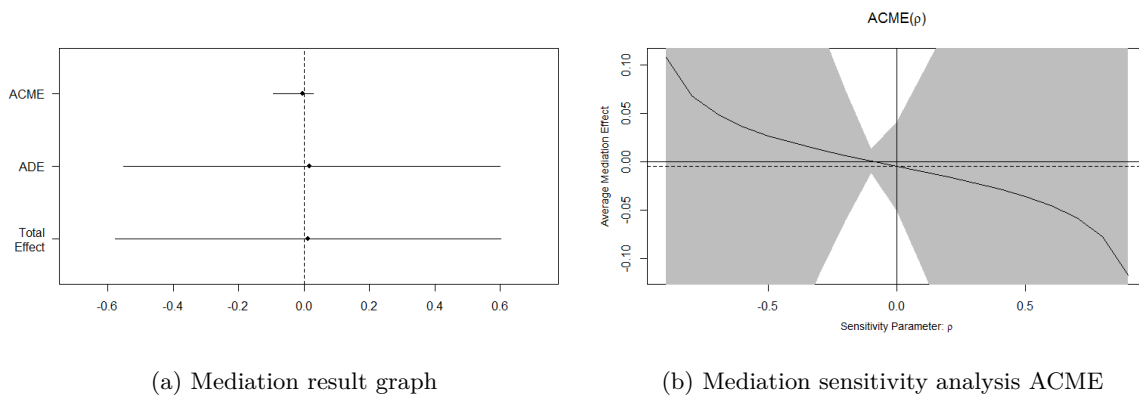 ACME
ADE
Total
Effect
-0.6 -0.4 -0.2 0.0 0.2 0.4 0.6
(a) Mediation result graph
ACME(ρ)
Average Mediation Effect
0.10
0.05
0.00
-0.05
-0.10
-0.5 0.0 0.5
Sensitivity Parameter: ρ
(b) Mediation sensitivity analysis ACME